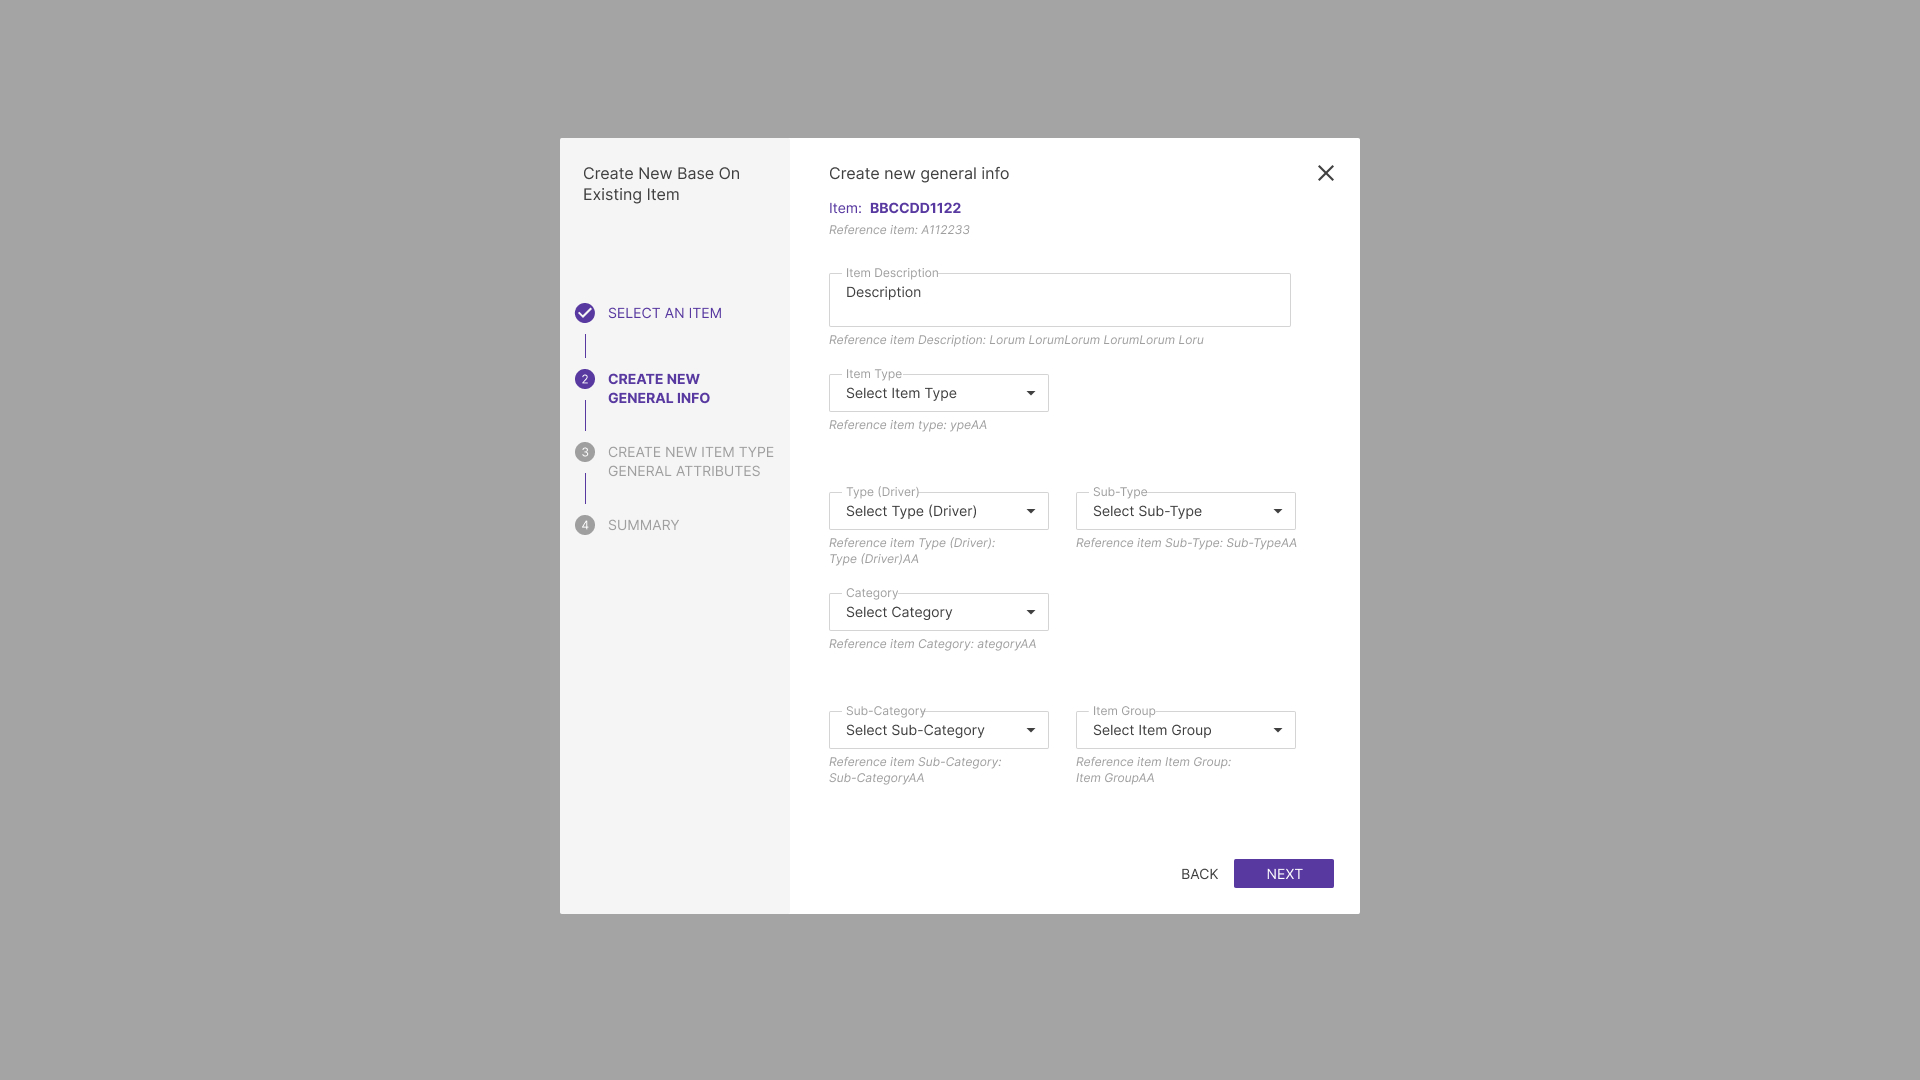 Create New Base On
Existing Item
SELECT AN ITEM
2
CREATE NEW
GENERAL INFO
3
CREATE NEW ITEM TYPE
GENERAL ATTRIBUTES
4
SUMMARY
Create new general info
Item: BBCCDD1122
Reference item: A112233
Item Description
Description
Reference item Description: Lorum LorumLorum LorumLorum Loru
Item Type
Select Item Type
Reference item type: ypeAA
Type (Driver)
Select Type (Driver)
Reference item Type (Driver):
Type (Driver)AA
Sub-Type
Select Sub-Type
Reference item Sub-Type: Sub-TypeAA
Category
Select Category
Reference item Category: ategoryAA
Sub-Category
Select Sub-Category
Reference item Sub-Category:
Sub-CategoryAA
Item Group
Select Item Group
Reference item Item Group:
Item GroupAA
BACK
NEXT